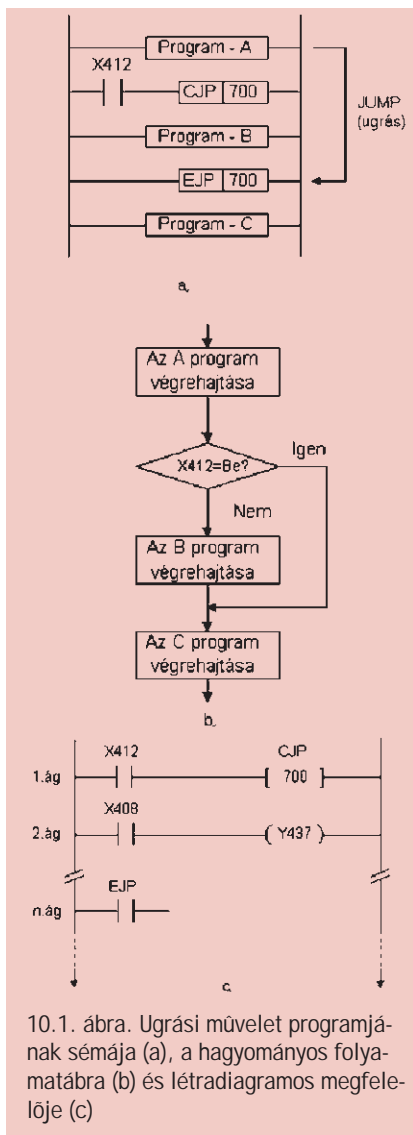 Program - A
X412
CJP 700
JUMP
(ugrás)
Program - B
EJP 700
Program - C
a,
Az A program
végrehajtása
X412=Be?
Igen
Nem
Az B program
végrehajtása
Az C program
végrehajtása
b,
X412 CJP
1.ág [ 700 ]
X408
2.ág ( Y437 )
EJP
n.ág
c,
10.1. ábra. Ugrási mûvelet programjá-
nak sémája (a), a hagyományos folya-
matábra (b) és létradiagramos megfele-
lõje (c)